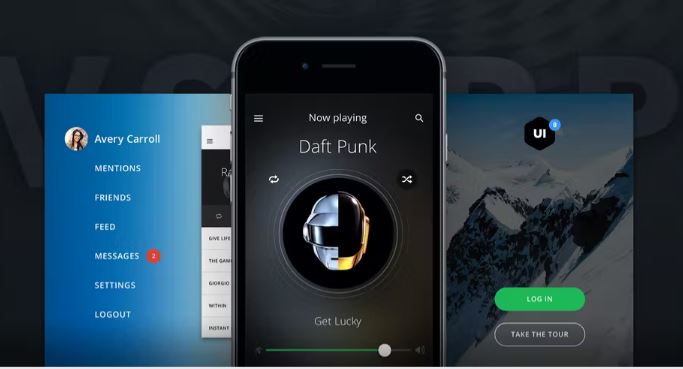 Avery Carroll
MENTIONS
FRIENDS
FEED
MESSAGES 2
SETTINGS
LOGOUT
GIVE LIFE
THE GAM
GIORGIO
WITHIN
INSTANT
Now playing
Daft Punk
Get Lucky
UI
LOG IN
TAKE THE TOUR